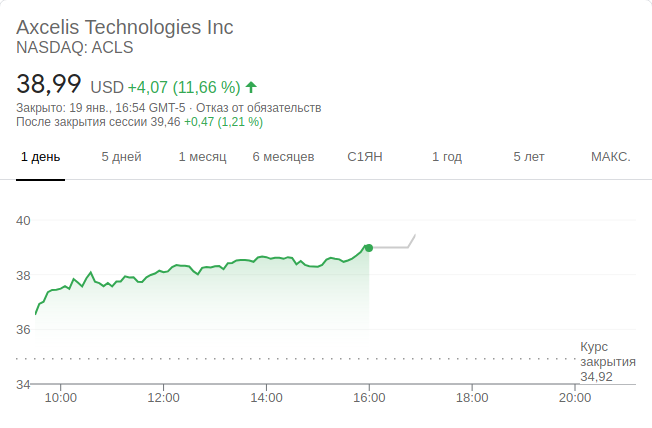 Axcelis Technologies Inc
NASDAQ: ACLS
38,99 USD +4,07 (11,66 %)
Закрыто: 19 янв., 16:54 GMT-5 · Отказ от обязательств
После закрытия сессии 39,46 +0,47 (1,21 %)
1 день 5 дней 1 месяц 6 месяцев С1ЯН 1 год 5 лет МАКС.
40
38
36
Курс
закрытия
34,92
34
10:00 12:00 14:00 16:00 18:00 20:00